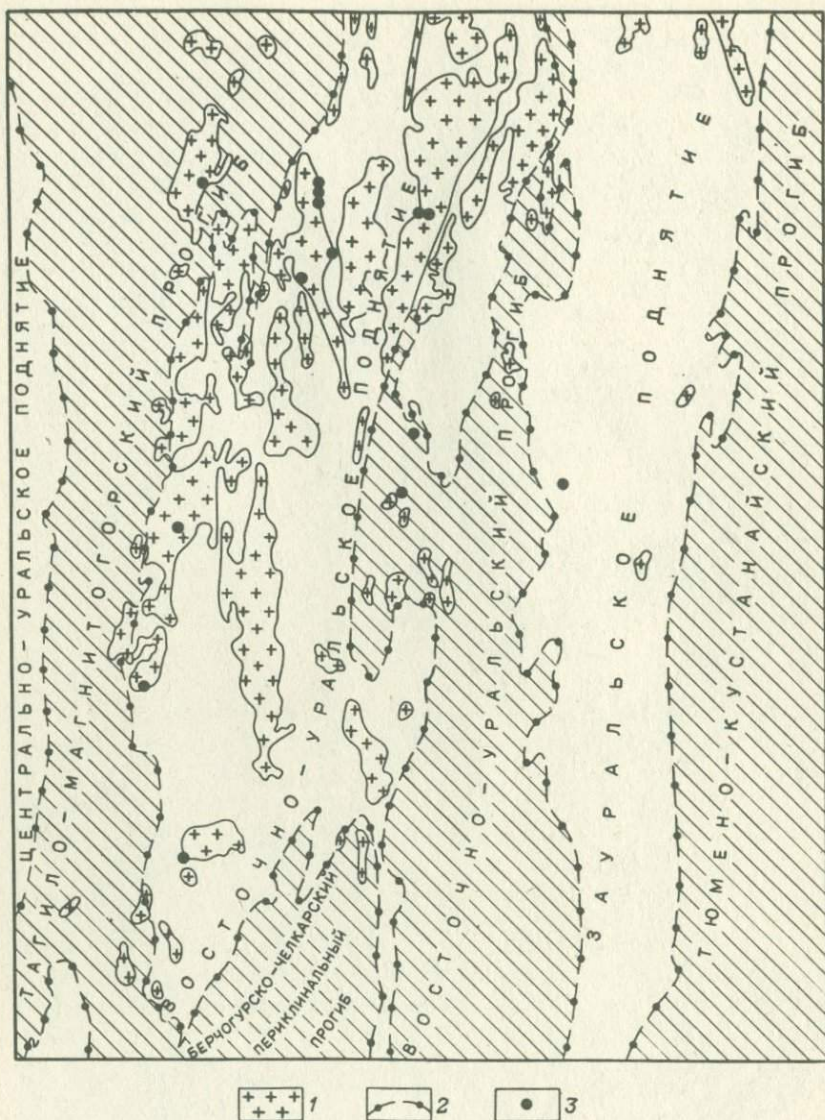 ЦЕНТРАЛЬНО-УРАЛЬСКОЕ ПОДНЯТИЕ
ТАГИЛО-МАГНИТОГОРСКИЙ ПРОГИБ
ВОСТОЧНО-УРАЛЬСКОЕ ПОДНЯТИЕ
БЕРЧОГУРСКО-ЧЕЛКАРСКИЙ
ПЕРИКЛИНАЛЬНЫЙ
ПРОГИБ
ВОСТОЧНО-УРАЛЬСКИЙ ПРОГИБ
ЗАУРАЛЬСКОЕ ПОДНЯТИЕ
ТЮМЕНО-КУСТАНАЙСКИЙ ПРОГИБ
1 2 3